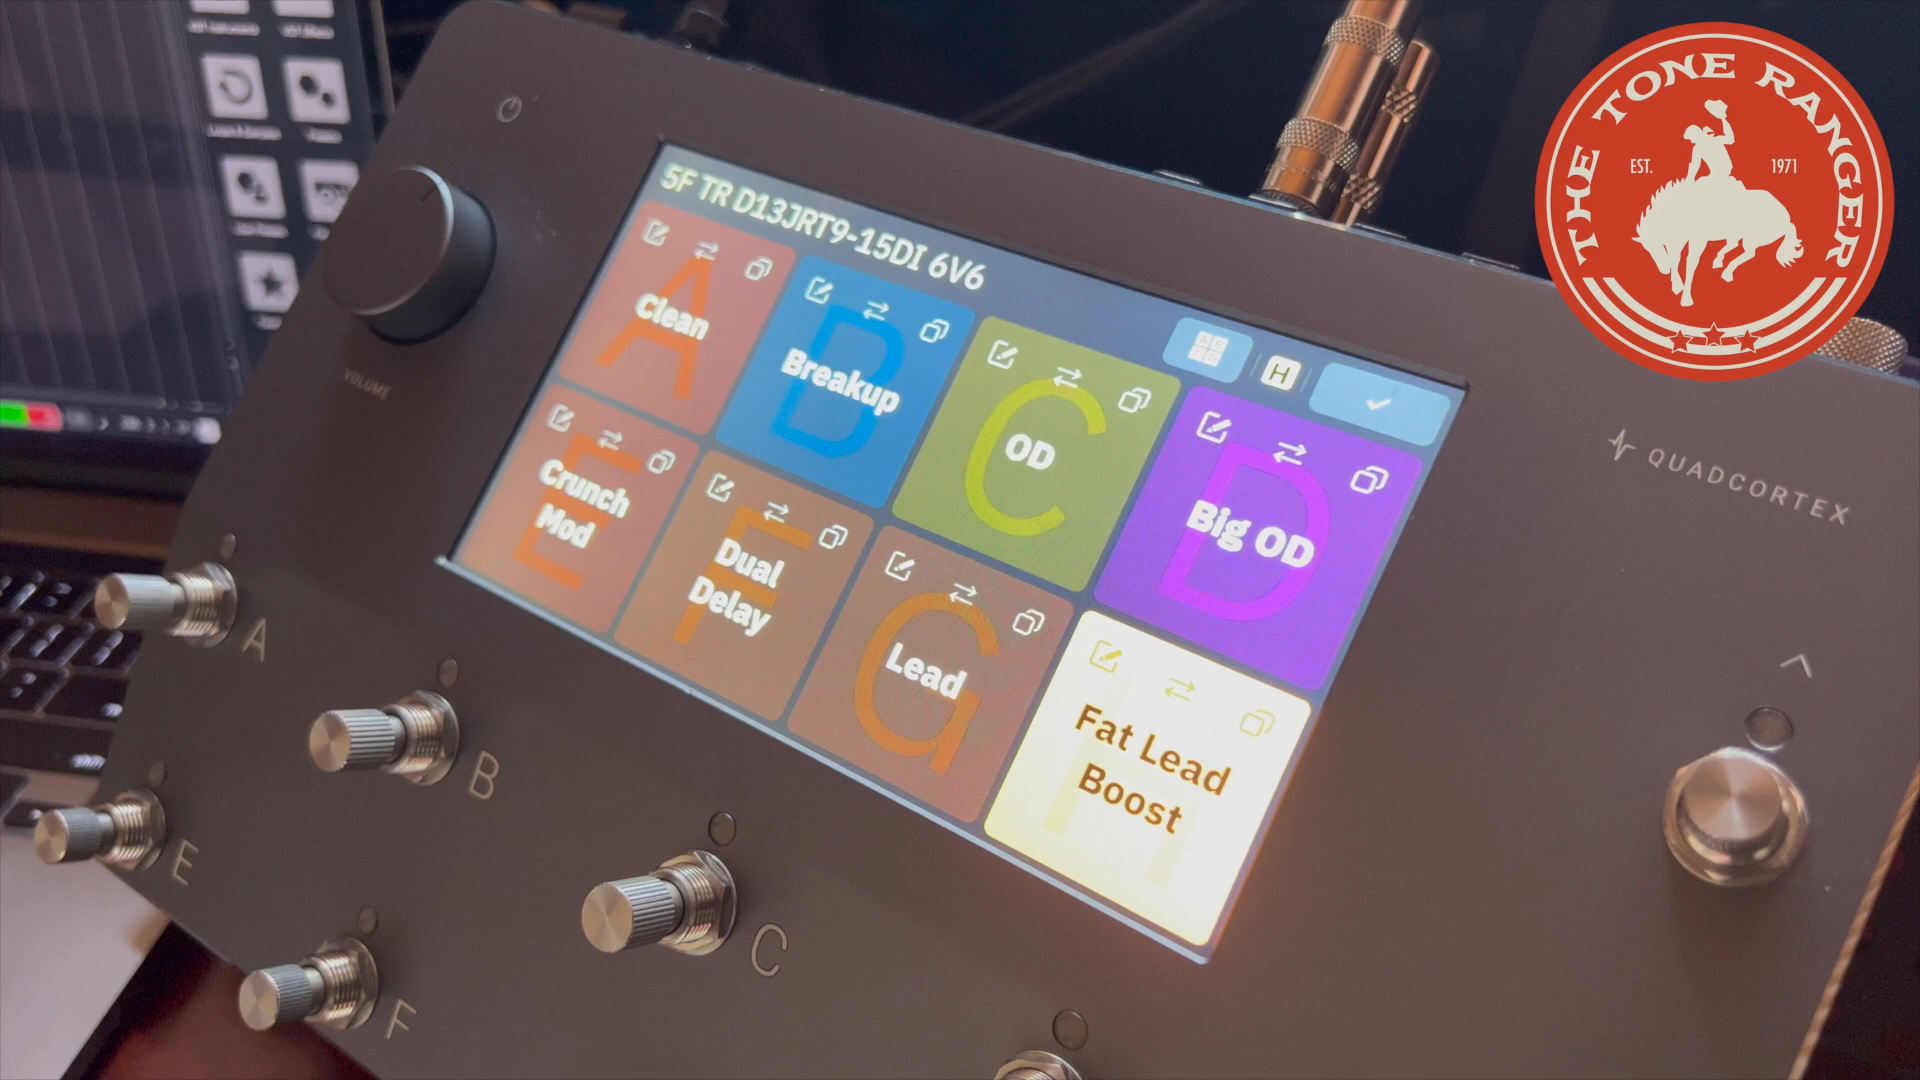 5F TR D13JRT9-15DI 6V6
H
A
Clean
B
Breakup
C
OD
D
Big OD
E
Crunch
Mod
F
Dual
Delay
G
Lead
H
Fat Lead
Boost
VOLUME
QUADCORTEX
A
B
C
E
F
THE TONE RANGER
EST. 1971